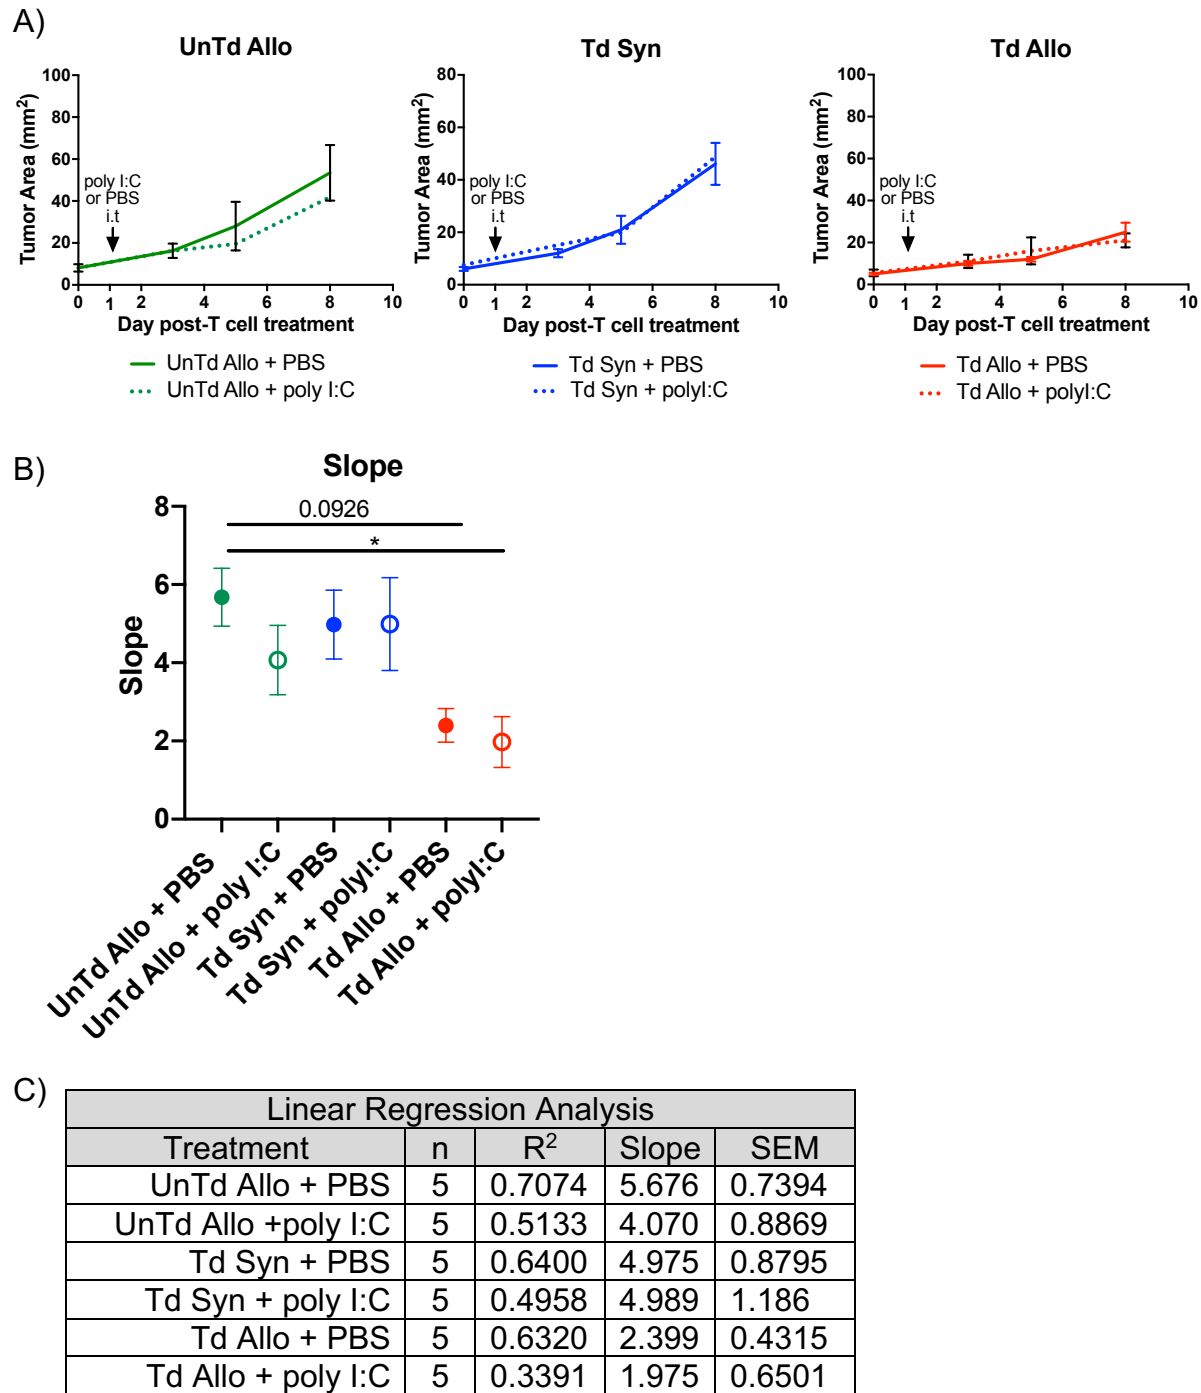 A)
UnTd Allo
Tumor Area (mm²)
100
80
60
40
20
0
poly I:C
or PBS
i.t
0 1 2 4 6 8 10
Day post-T cell treatment
UnTd Allo + PBS
UnTd Allo + poly I:C
Td Syn
Tumor Area (mm²)
80
60
40
20
0
poly I:C
or PBS
i.t
0 1 2 4 6 8 10
Day post-T cell treatment
Td Syn + PBS
Td Syn + polyI:C
Td Allo
Tumor Area (mm²)
100
80
60
40
20
0
poly I:C
or PBS
i.t
0 1 2 4 6 8 10
Day post-T cell treatment
Td Allo + PBS
Td Allo + polyI:C
B)
Slope
Slope
8
6
4
2
0
0.0926
*
UnTd Allo + PBS
UnTd Allo + poly I:C
Td Syn + PBS
Td Syn + polyI:C
Td Allo + PBS
Td Allo + polyI:C
C)
Linear Regression Analysis
Treatment n R² Slope SEM
UnTd Allo + PBS 5 0.7074 5.676 0.7394
UnTd Allo +poly I:C 5 0.5133 4.070 0.8869
Td Syn + PBS 5 0.6400 4.975 0.8795
Td Syn + poly I:C 5 0.4958 4.989 1.186
Td Allo + PBS 5 0.6320 2.399 0.4315
Td Allo + poly I:C 5 0.3391 1.975 0.6501